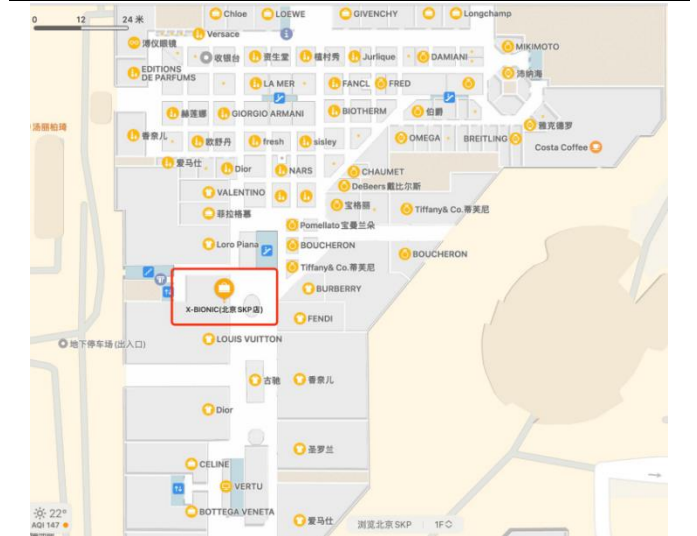 0 12 24 米
Chloe LOEWE GIVENCHY Longchamp
Versace
溥仪眼镜
收银台 资生堂 植村秀 Jurlique DAMIANI MIKIMOTO
EDITIONS
DE PARFUMS
LA MER FANCL FRED 沛纳海
赫莲娜 GIORGIO ARMANI BIOTHERM 伯爵
雅克德罗
汤丽柏琦
香奈儿 欧舒丹 fresh sisley OMEGA BREITLING
Costa Coffee
爱马仕 Dior NARS CHAUMET
DeBeers 戴比尔斯
VALENTINO
宝格丽 Tiffany& Co. 蒂芙尼
菲拉格慕
Pomellato 宝曼兰朵
Loro Piana BOUCHERON BOUCHERON
Tiffany& Co. 蒂芙尼
BURBERRY
X-BIONIC(北京 SKP 店)
FENDI
地下停车场 (出入口)
LOUIS VUITTON
古驰 香奈儿
Dior
圣罗兰
CELINE
VERTU
BOTTEGA VENETA
爱马仕
22°
AQI 147
浏览北京 SKP 1F